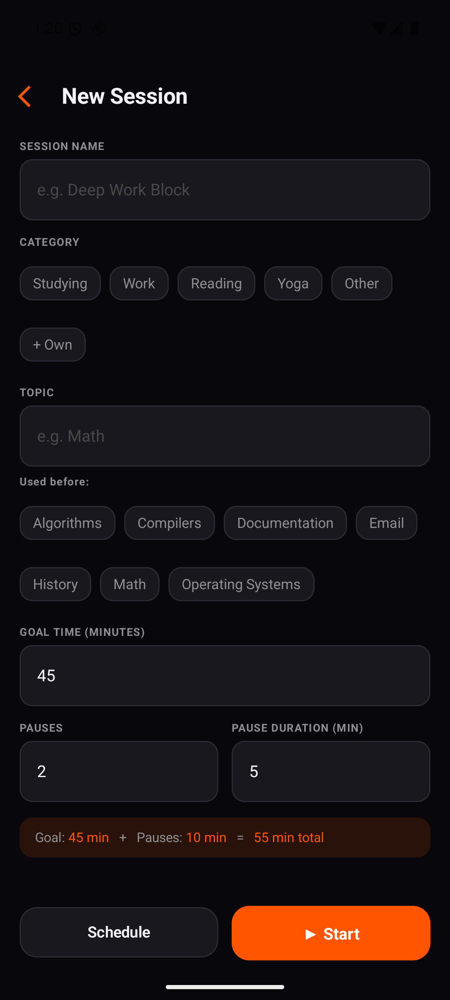 1:20
New Session
SESSION NAME
e.g. Deep Work Block
CATEGORY
Studying Work Reading Yoga Other
+ Own
TOPIC
e.g. Math
Used before:
Algorithms Compilers Documentation Email
History Math Operating Systems
GOAL TIME (MINUTES)
45
PAUSES PAUSE DURATION (MIN)
2 5
Goal: 45 min + Pauses: 10 min = 55 min total
Schedule ► Start